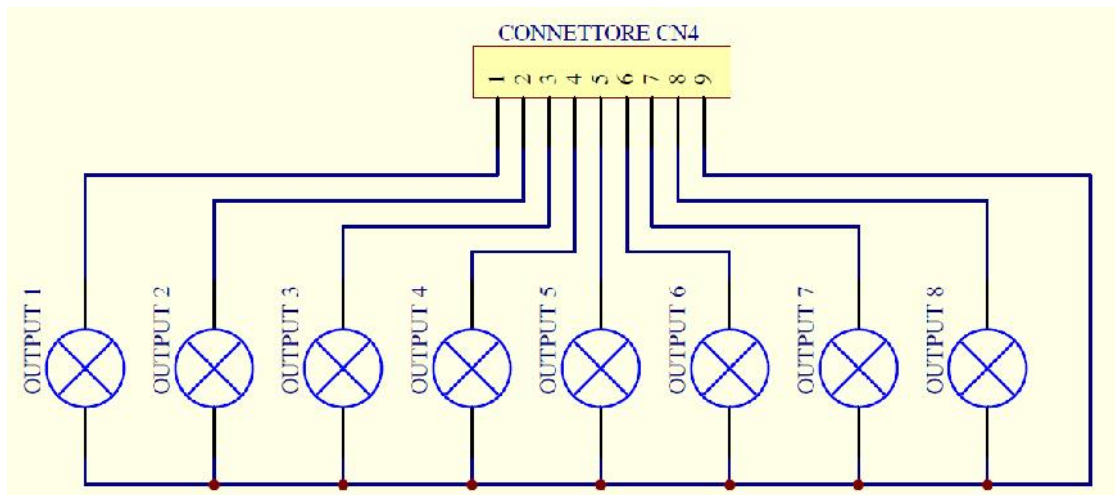 CONNETTORE CN4
1 2 3 4 5 6 7 8 9
OUTPUT 1
OUTPUT 2
OUTPUT 3
OUTPUT 4
OUTPUT 5
OUTPUT 6
OUTPUT 7
OUTPUT 8